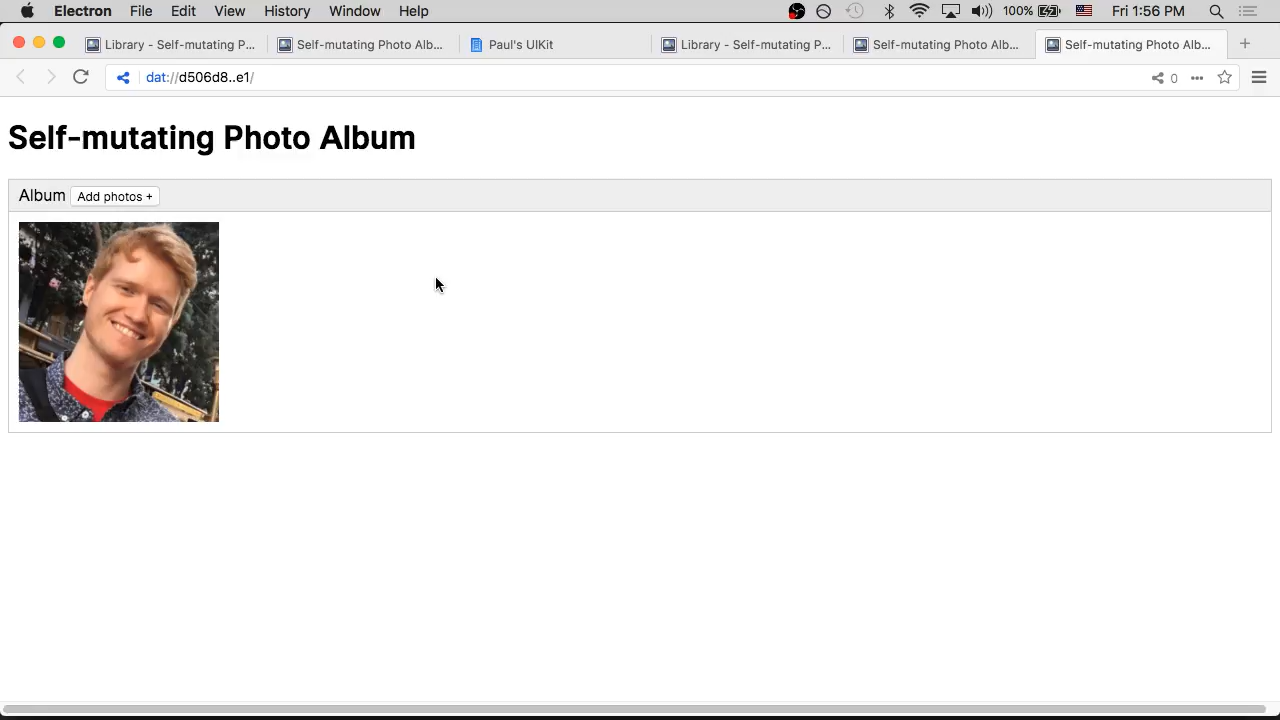 Electron File Edit View History Window Help 100% Fri 1:56 PM
Library - Self-mutating P... Self-mutating Photo Alb... Paul's UIKit Library - Self-mutating P... Self-mutating Photo Alb... Self-mutating Photo Alb...
dat://d506d8..e1/ 0
Self-mutating Photo Album
Album Add photos +